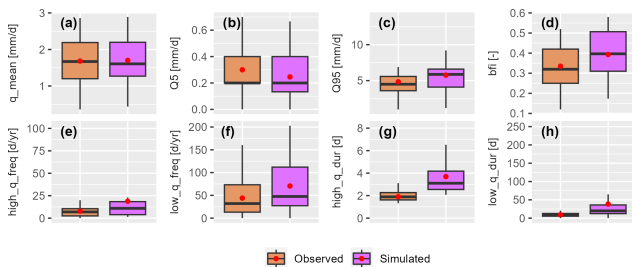 (a)
q_mean [mm/d]
3
2
1
(b)
Q5 [mm/d]
0.6
0.4
0.2
0.0
(c)
Q95 [mm/d]
10
5
(d)
bfi [-]
0.6
0.5
0.4
0.3
0.2
0.1
(e)
high_q_freq [d/yr]
100
75
50
25
0
(f)
low_q_freq [d/yr]
200
150
100
50
0
(g)
high_q_dur [d]
8
6
4
2
0
(h)
low_q_dur [d]
250
200
150
100
50
0
Observed
Simulated